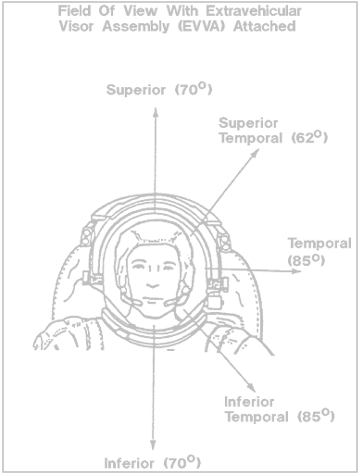 Field Of View With Extravehicular
Visor Assembly (EVVA) Attached
Superior (70°)
Superior
Temporal (62°)
Temporal
(85°)
Inferior
Temporal (85°)
Inferior (70°)